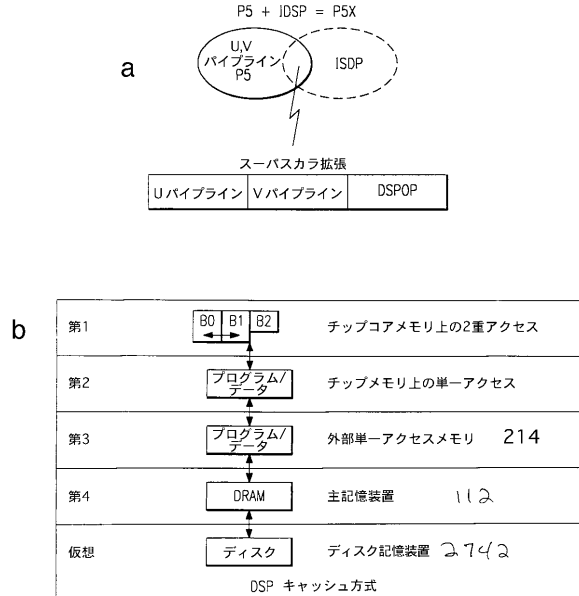 P5 + IDSP = P5X
a
U,V
パイプライン
P5
ISDP
スーパスカラ拡張
Uパイプライン Vパイプライン DSPOP
b
第1 B0 B1 B2 チップコアメモリ上の2重アクセス
第2 プログラム/データ チップメモリ上の単一アクセス
第3 プログラム/データ 外部単一アクセスメモリ 214
第4 DRAM 主記憶装置 112
仮想 ディスク ディスク記憶装置 2742
DSP キャッシュ方式